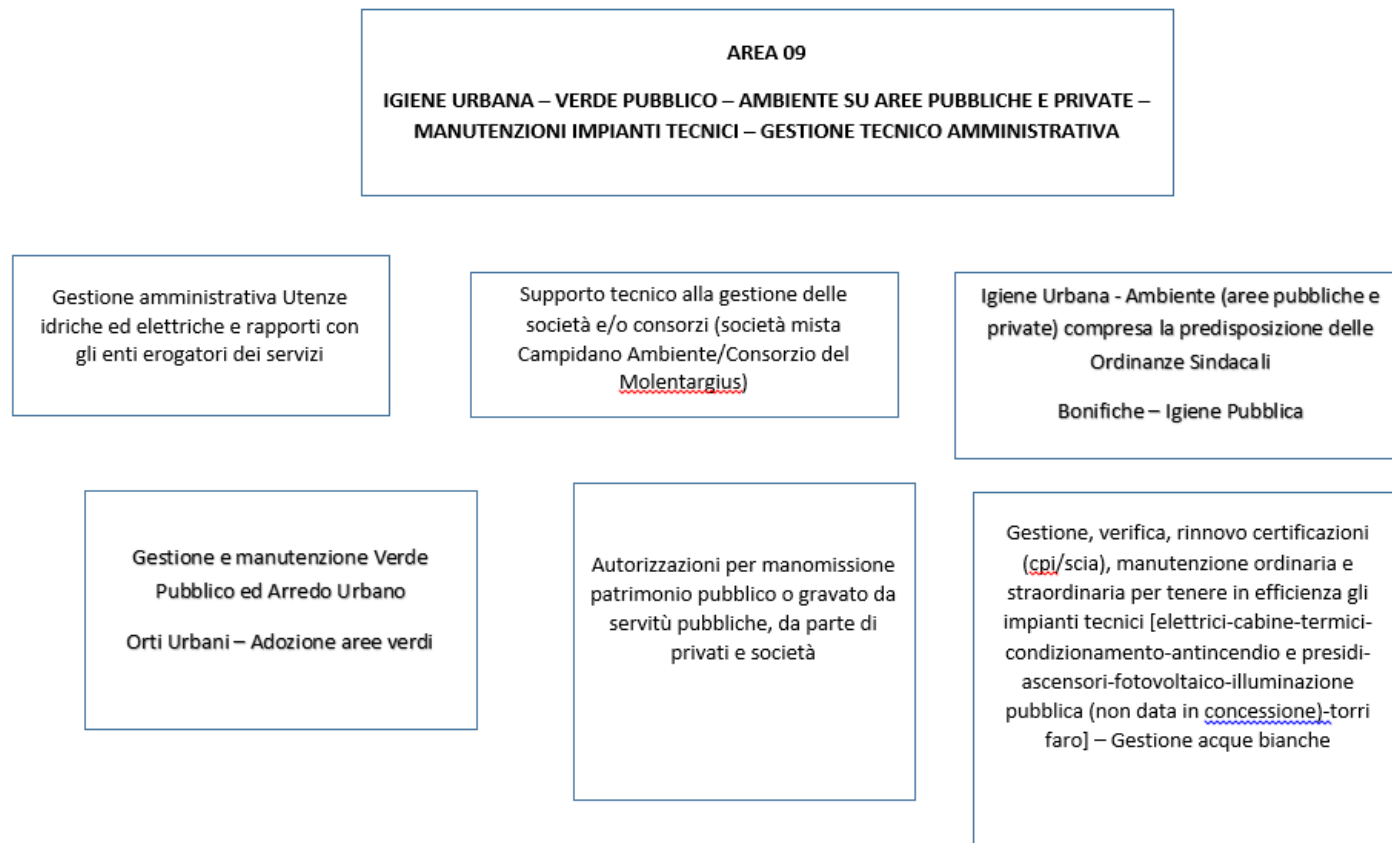 AREA 09
IGIENE URBANA – VERDE PUBBLICO – AMBIENTE SU AREE PUBBLICHE E PRIVATE –
MANUTENZIONI IMPIANTI TECNICI – GESTIONE TECNICO AMMINISTRATIVA
Gestione amministrativa Utenze
idriche ed elettriche e rapporti con
gli enti erogatori dei servizi
Supporto tecnico alla gestione delle
società e/o consorzi (società mista
Campidano Ambiente/Consorzio del
Molentargius)
Igiene Urbana - Ambiente (aree pubbliche e
private) compresa la predisposizione delle
Ordinanze Sindacali
Bonifiche – Igiene Pubblica
Gestione e manutenzione Verde
Pubblico ed Arredo Urbano
Orti Urbani – Adozione aree verdi
Autorizzazioni per manomissione
patrimonio pubblico o gravato da
servitù pubbliche, da parte di
privati e società
Gestione, verifica, rinnovo certificazioni
(cpi/scia), manutenzione ordinaria e
straordinaria per tenere in efficienza gli
impianti tecnici [elettrici-cabine-termici-
condizionamento-antincendio e presidi-
ascensori-fotovoltaico-illuminazione
pubblica (non data in concessione)-torri
faro] – Gestione acque bianche